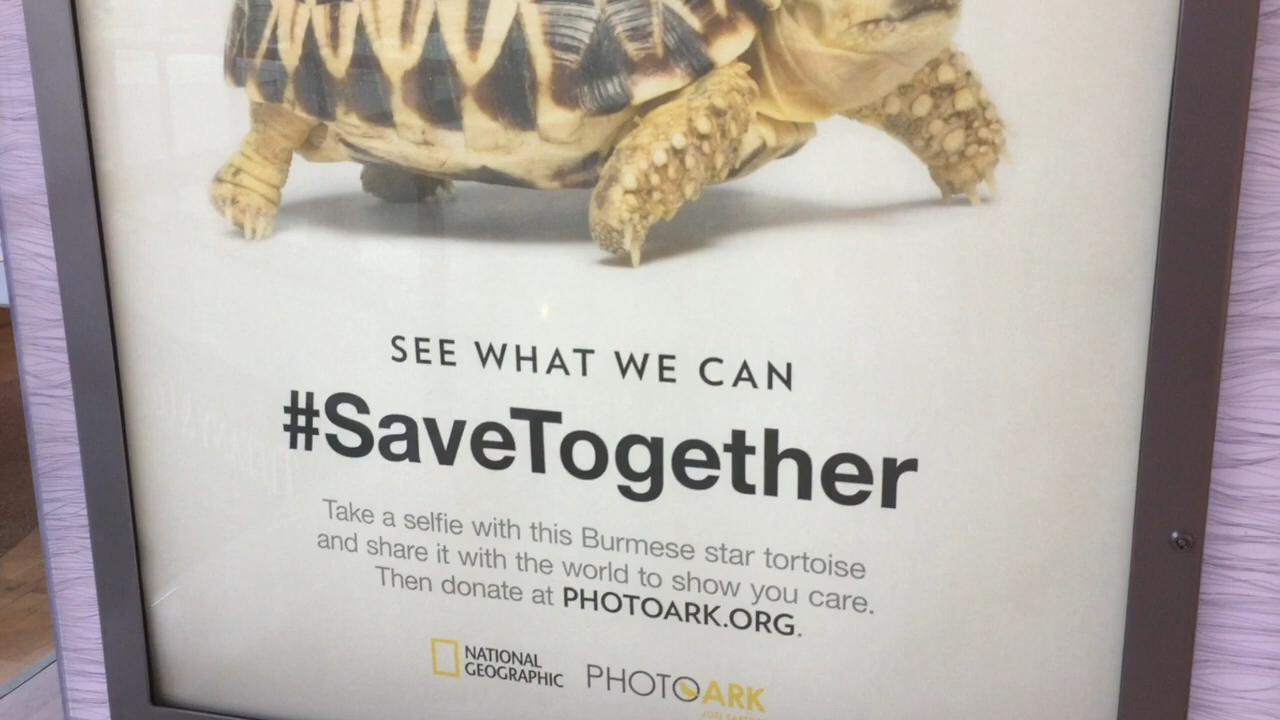 SEE WHAT WE CAN
#SaveTogether
Take a selfie with this Burmese star tortoise
and share it with the world to show you care.
Then donate at PHOTOARK.ORG.
NATIONAL
GEOGRAPHIC
PHOTOARK